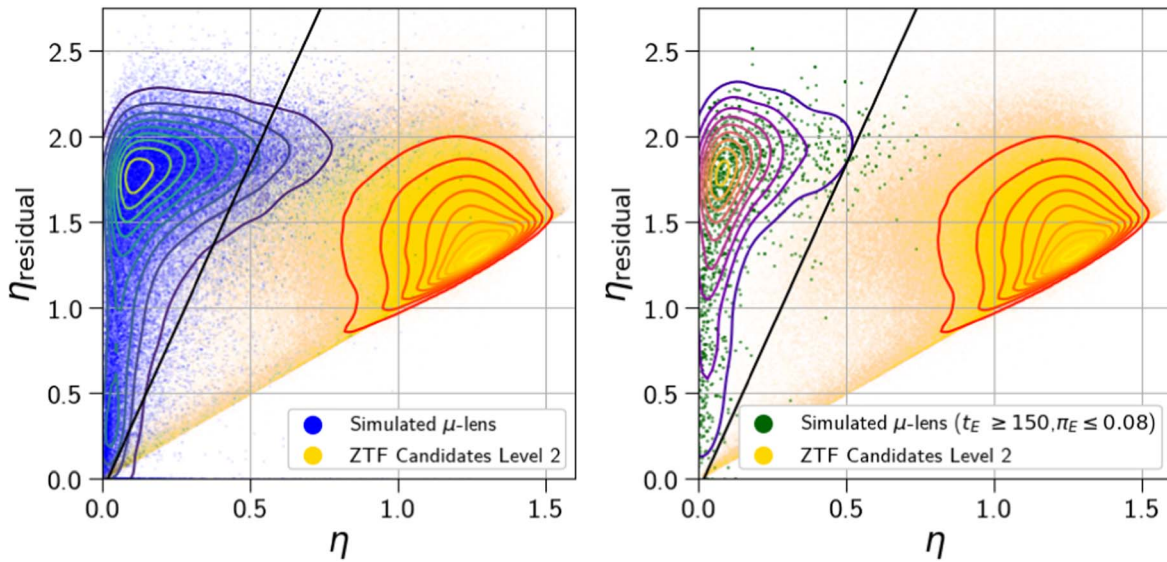 2.5
2.0
1.5
1.0
0.5
0.0
η_residual
0.0 0.5 1.0 1.5
η
Simulated μ-lens
ZTF Candidates Level 2
2.5
2.0
1.5
1.0
0.5
0.0
η_residual
0.0 0.5 1.0 1.5
η
Simulated μ-lens (t_E ≥150,π_E ≤ 0.08)
ZTF Candidates Level 2